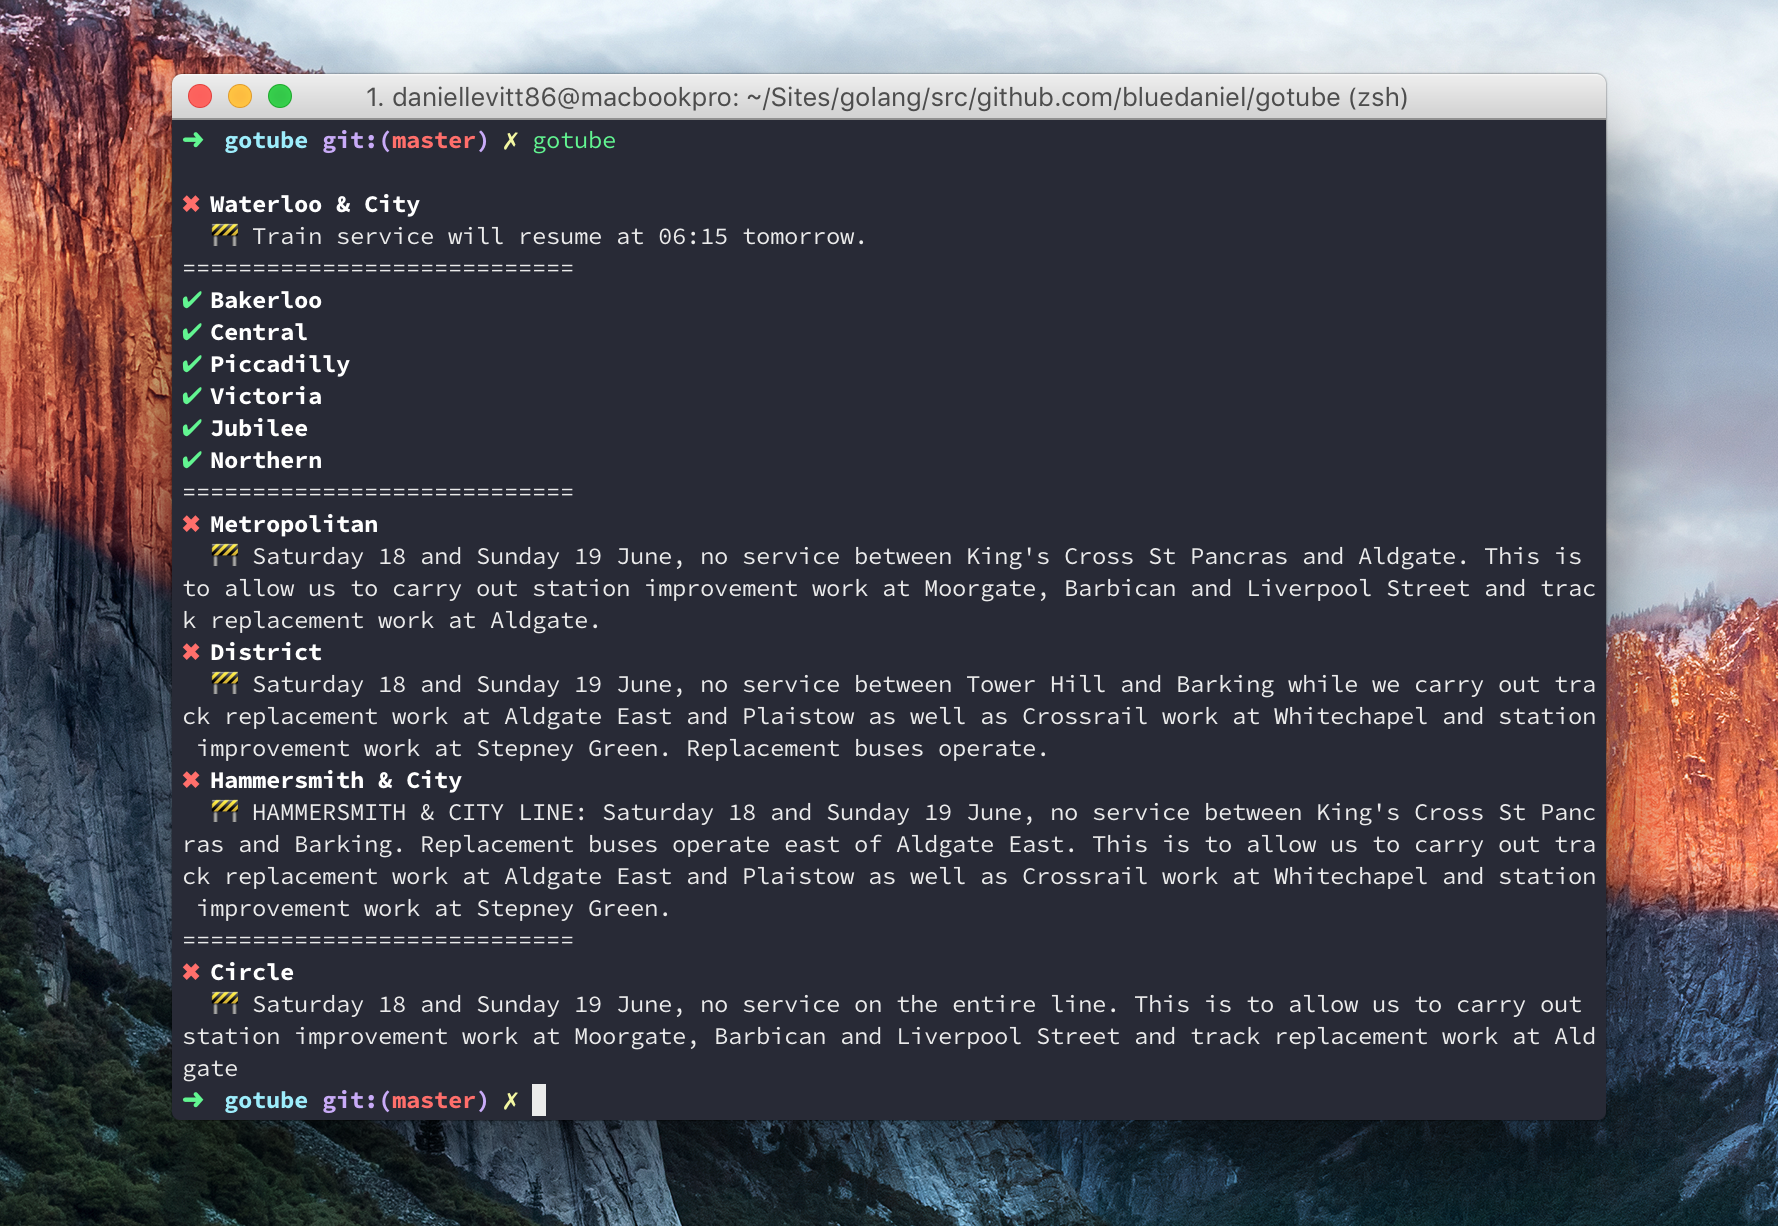 1. daniellevitt86@macbookpro: ~/Sites/golang/src/github.com/bluedaniel/gotube (zsh)
➜ gotube git:(master) ✗ gotube
✖ Waterloo & City
🚧 Train service will resume at 06:15 tomorrow.
============================
✔ Bakerloo
✔ Central
✔ Piccadilly
✔ Victoria
✔ Jubilee
✔ Northern
============================
✖ Metropolitan
🚧 Saturday 18 and Sunday 19 June, no service between King's Cross St Pancras and Aldgate. This is
to allow us to carry out station improvement work at Moorgate, Barbican and Liverpool Street and trac
k replacement work at Aldgate.
✖ District
🚧 Saturday 18 and Sunday 19 June, no service between Tower Hill and Barking while we carry out tra
ck replacement work at Aldgate East and Plaistow as well as Crossrail work at Whitechapel and station
improvement work at Stepney Green. Replacement buses operate.
✖ Hammersmith & City
🚧 HAMMERSMITH & CITY LINE: Saturday 18 and Sunday 19 June, no service between King's Cross St Panc
ras and Barking. Replacement buses operate east of Aldgate East. This is to allow us to carry out tra
ck replacement work at Aldgate East and Plaistow as well as Crossrail work at Whitechapel and station
improvement work at Stepney Green.
============================
✖ Circle
🚧 Saturday 18 and Sunday 19 June, no service on the entire line. This is to allow us to carry out
station improvement work at Moorgate, Barbican and Liverpool Street and track replacement work at Ald
gate
➜ gotube git:(master) ✗